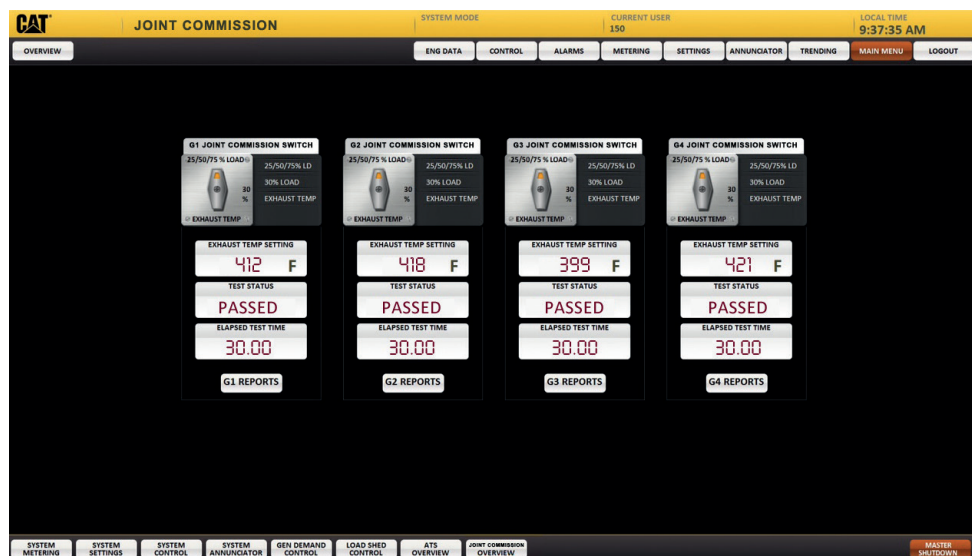 CAT
JOINT COMMISSION
SYSTEM MODE
CURRENT USER
150
LOCAL TIME
9:37:35 AM
OVERVIEW
ENG DATA
CONTROL
ALARMS
METERING
SETTINGS
ANNUNCIATOR
TRENDING
MAIN MENU
LOGOUT
G1 JOINT COMMISSION SWITCH
25/50/75 % LOAD
30
%
EXHAUST TEMP
25/50/75% LD
30% LOAD
EXHAUST TEMP
EXHAUST TEMP SETTING
412 F
TEST STATUS
PASSED
ELAPSED TEST TIME
30.00
G1 REPORTS
G2 JOINT COMMISSION SWITCH
25/50/75 % LOAD
30
%
EXHAUST TEMP
25/50/75% LD
30% LOAD
EXHAUST TEMP
EXHAUST TEMP SETTING
418 F
TEST STATUS
PASSED
ELAPSED TEST TIME
30.00
G2 REPORTS
G3 JOINT COMMISSION SWITCH
25/50/75 % LOAD
30
%
EXHAUST TEMP
25/50/75% LD
30% LOAD
EXHAUST TEMP
EXHAUST TEMP SETTING
399 F
TEST STATUS
PASSED
ELAPSED TEST TIME
30.00
G3 REPORTS
G4 JOINT COMMISSION SWITCH
25/50/75 % LOAD
30
%
EXHAUST TEMP
25/50/75% LD
30% LOAD
EXHAUST TEMP
EXHAUST TEMP SETTING
421 F
TEST STATUS
PASSED
ELAPSED TEST TIME
30.00
G4 REPORTS
SYSTEM
METERING
SYSTEM
SETTINGS
SYSTEM
CONTROL
SYSTEM
ANNUNCIATOR
GEN DEMAND
CONTROL
LOAD SHED
CONTROL
ATS
OVERVIEW
JOINT COMMISSION
OVERVIEW
MASTER
SHUTDOWN